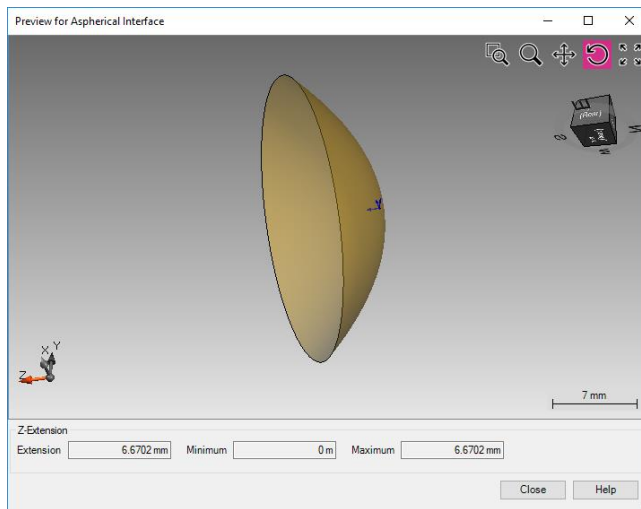 Preview for Aspherical Interface
(Rear)
Y
X Y
Z
7 mm
Z-Extension
Extension 6.6702 mm Minimum 0 m Maximum 6.6702 mm
Close Help